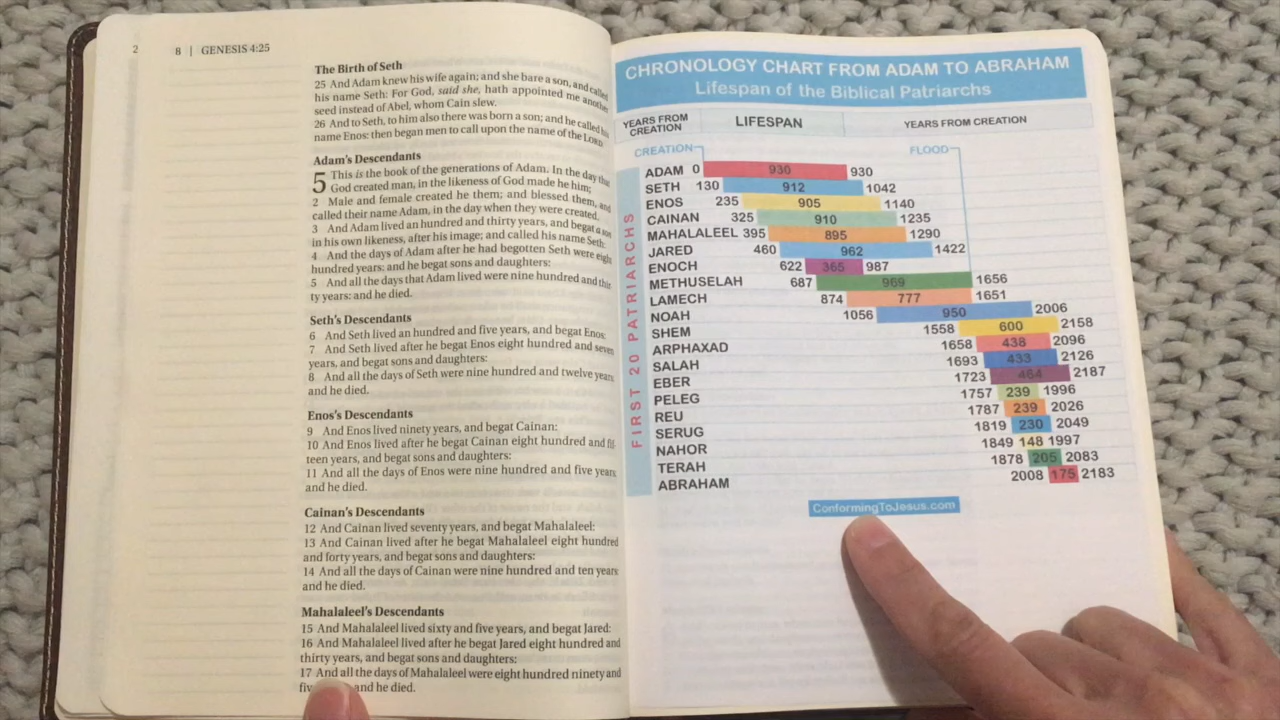 2
8 | GENESIS 4:25
The Birth of Seth
25 And Adam knew his wife again; and she bare a son, and called
his name Seth: For God, said she, hath appointed me another
seed instead of Abel, whom Cain slew.
26 And to Seth, to him also there was born a son; and he called his
name Enos: then began men to call upon the name of the LORD
Adam's Descendants
5 This is the book of the generations of Adam. In the day that
God created man, in the likeness of God made he him;
2 Male and female created he them; and blessed them, and
called their name Adam, in the day when they were created.
3 And Adam lived an hundred and thirty years, and begat a son
in his own likeness, after his image; and called his name Seth:
4 And the days of Adam after he had begotten Seth were eight
hundred years: and he begat sons and daughters:
5 And all the days that Adam lived were nine hundred and thir
ty years: and he died.
Seth's Descendants
6 And Seth lived an hundred and five years, and begat Enos:
7 And Seth lived after he begat Enos eight hundred and seven
years, and begat sons and daughters:
8 And all the days of Seth were nine hundred and twelve years
and he died.
Enos's Descendants
9 And Enos lived ninety years, and begat Cainan:
10 And Enos lived after he begat Cainan eight hundred and fif-
teen years, and begat sons and daughters:
11 And all the days of Enos were nine hundred and five years
and he died.
Cainan's Descendants
12 And Cainan lived seventy years, and begat Mahalaleel:
13 And Cainan lived after he begat Mahalaleel eight hundred
and forty years, and begat sons and daughters:
14 And all the days of Cainan were nine hundred and ten years
and he died.
Mahalaleel's Descendants
15 And Mahalaleel lived sixty and five years, and begat Jared:
16 And Mahalaleel lived after he begat Jared eight hundred and
thirty years, and begat sons and daughters:
17 And all the days of Mahalaleel were eight hundred ninety and
and he died.
CHRONOLOGY CHART FROM ADAM TO ABRAHAM
Lifespan of the Biblical Patriarchs
YEARS FROM CREATION LIFESPAN YEARS FROM CREATION
CREATION FLOOD
FIRST 20 PATRIARCHS
ADAM 0 930 930
SETH 130 912 1042
ENOS 235 905 1140
CAINAN 325 910 1235
MAHALALEEL 395 895 1290
JARED 460 962 1422
ENOCH 622 365 987
METHUSELAH 687 969 1656
LAMECH 874 777 1651
NOAH 1056 950 2006
SHEM 1558 600 2158
ARPHAXAD 1658 438 2096
SALAH 1693 433 2126
EBER 1723 464 2187
PELEG 1757 239 1996
REU 1787 239 2026
SERUG 1819 230 2049
NAHOR 1849 148 1997
TERAH 1878 205 2083
ABRAHAM 2008 175 2183
ConformingToJesus.com